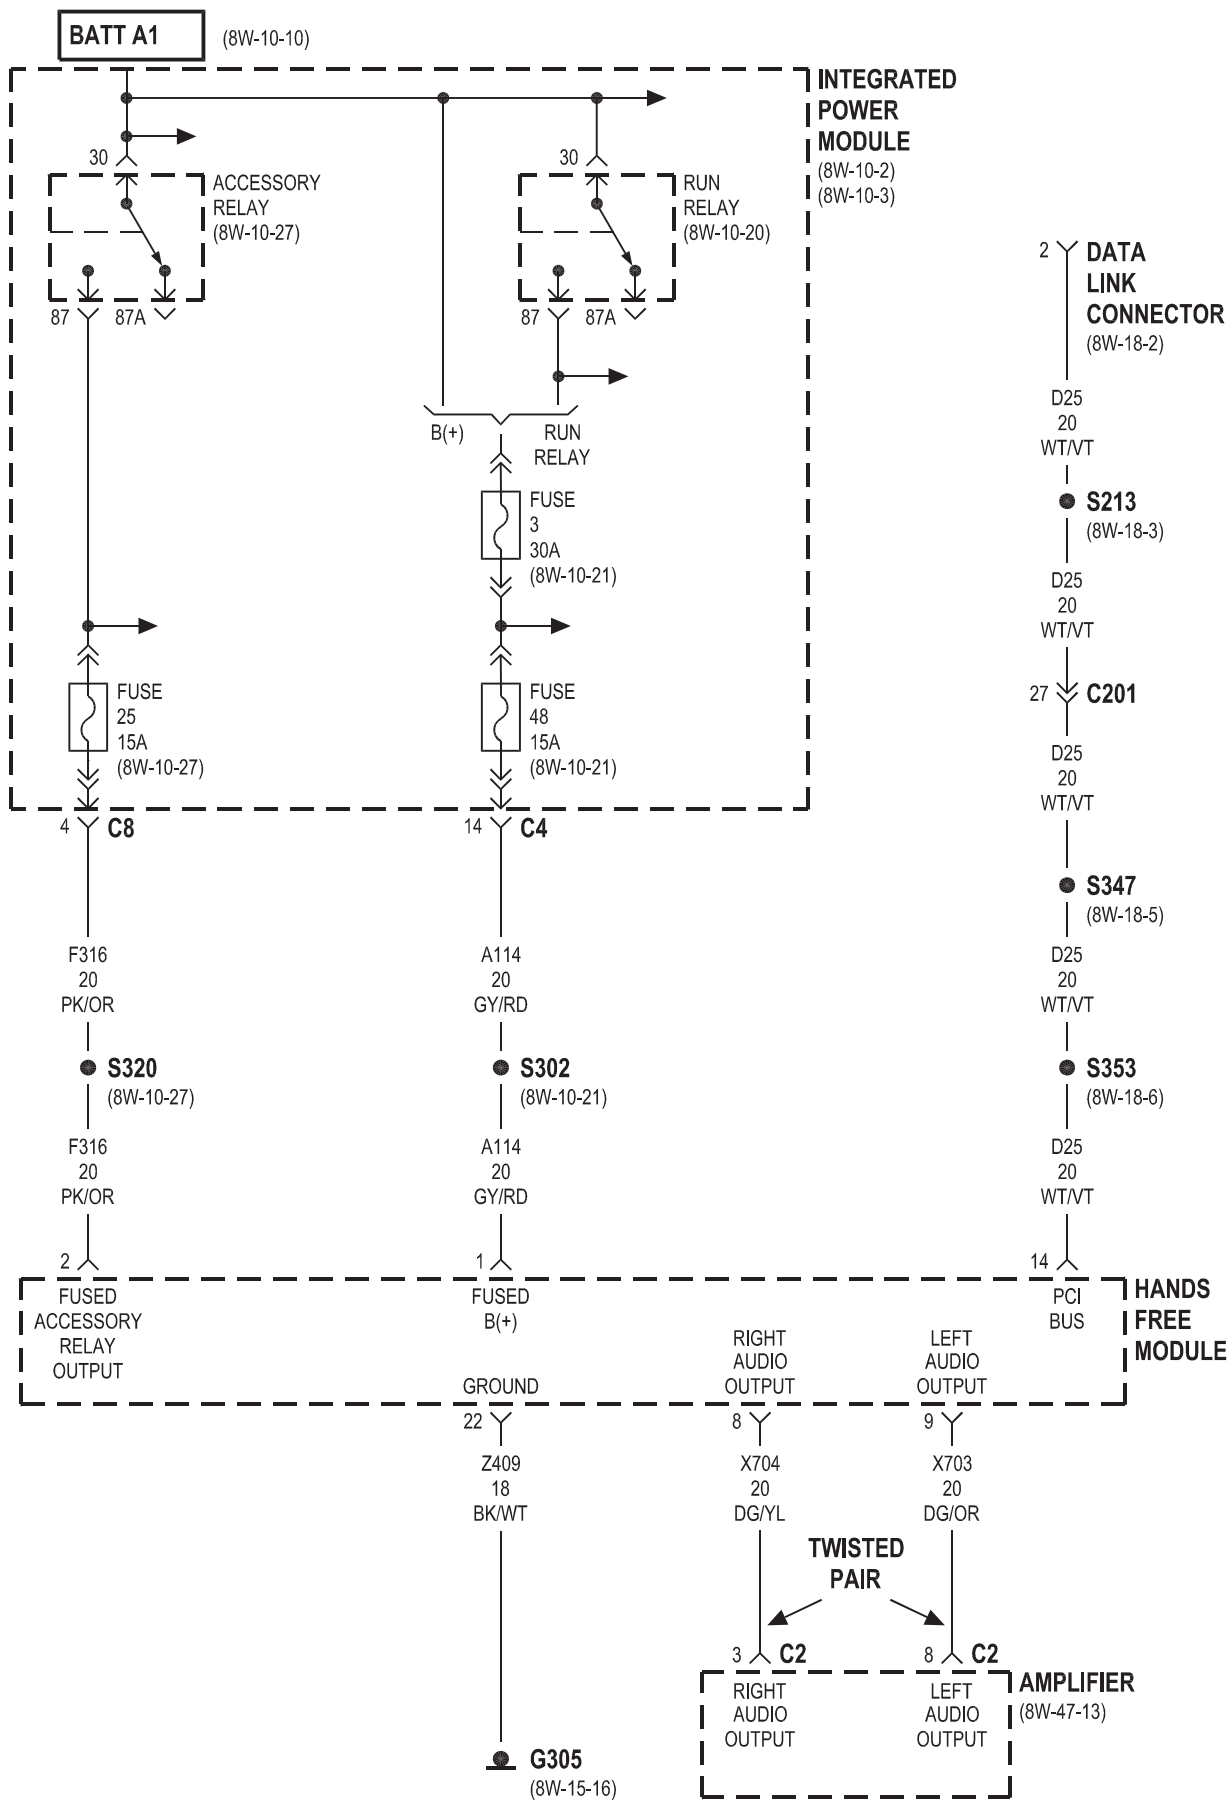 BATT A1
(8W-10-10)
INTEGRATED
POWER
MODULE
(8W-10-2)
(8W-10-3)
30
ACCESSORY
RELAY
(8W-10-27)
87
87A
30
RUN
RELAY
(8W-10-20)
87
87A
B(+)
RUN
RELAY
FUSE
3
30A
(8W-10-21)
FUSE
25
15A
(8W-10-27)
FUSE
48
15A
(8W-10-21)
4
C8
14
C4
2
DATA
LINK
CONNECTOR
(8W-18-2)
D25
20
WT/VT
S213
(8W-18-3)
D25
20
WT/VT
27
C201
D25
20
WT/VT
S347
(8W-18-5)
D25
20
WT/VT
S353
(8W-18-6)
D25
20
WT/VT
14
F316
20
PK/OR
S320
(8W-10-27)
F316
20
PK/OR
2
A114
20
GY/RD
S302
(8W-10-21)
A114
20
GY/RD
1
FUSED
ACCESSORY
RELAY
OUTPUT
FUSED
B(+)
PCI
BUS
HANDS
FREE
MODULE
GROUND
RIGHT
AUDIO
OUTPUT
LEFT
AUDIO
OUTPUT
22
8
9
Z409
18
BK/WT
X704
20
DG/YL
X703
20
DG/OR
TWISTED
PAIR
3
C2
8
C2
RIGHT
AUDIO
OUTPUT
LEFT
AUDIO
OUTPUT
AMPLIFIER
(8W-47-13)
G305
(8W-15-16)